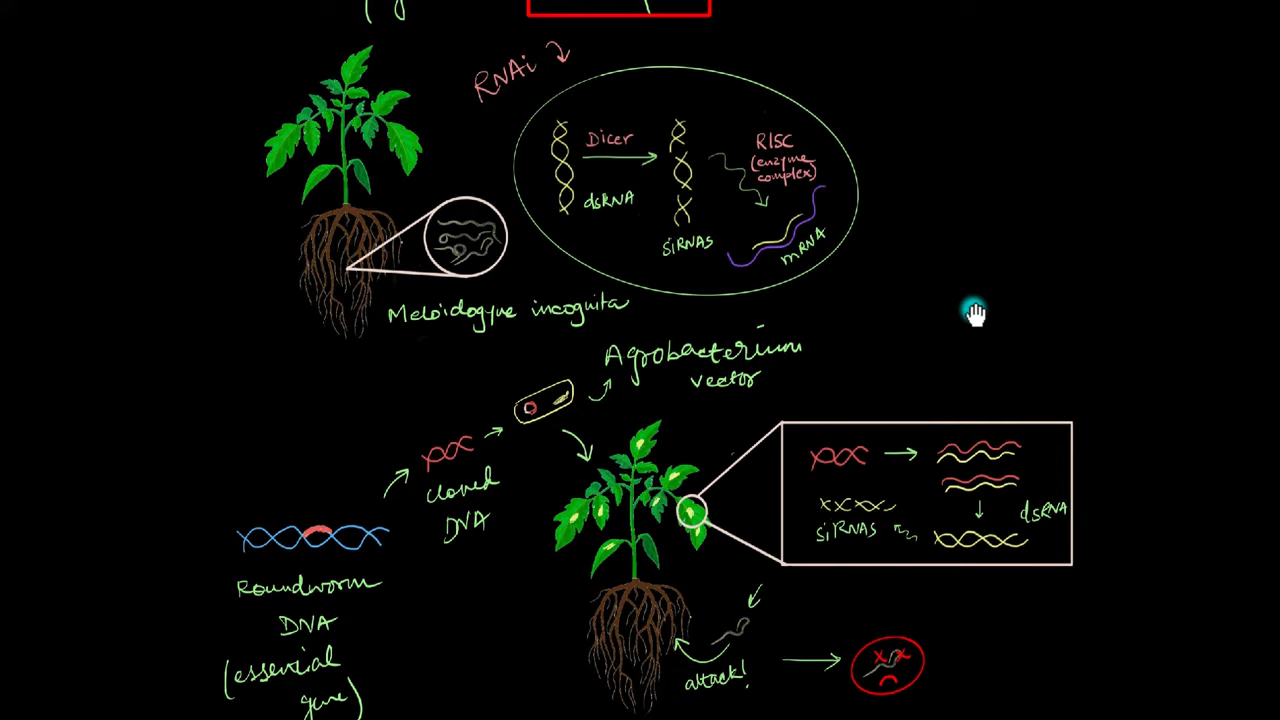 RNAi
Dicer
dsRNA
siRNAS
RISC
(enzyme
complex)
mRNA
Meloidogyne incognita
Agrobacterium
vector
cloned
DNA
Roundworm
DNA
(essential
gene)
siRNAS
dsRNA
attack!